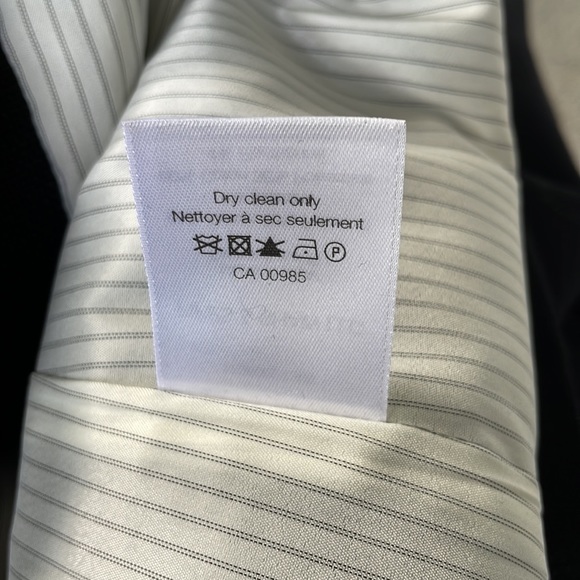 Dry clean only
Nettoyer à sec seulement
P
CA 00985